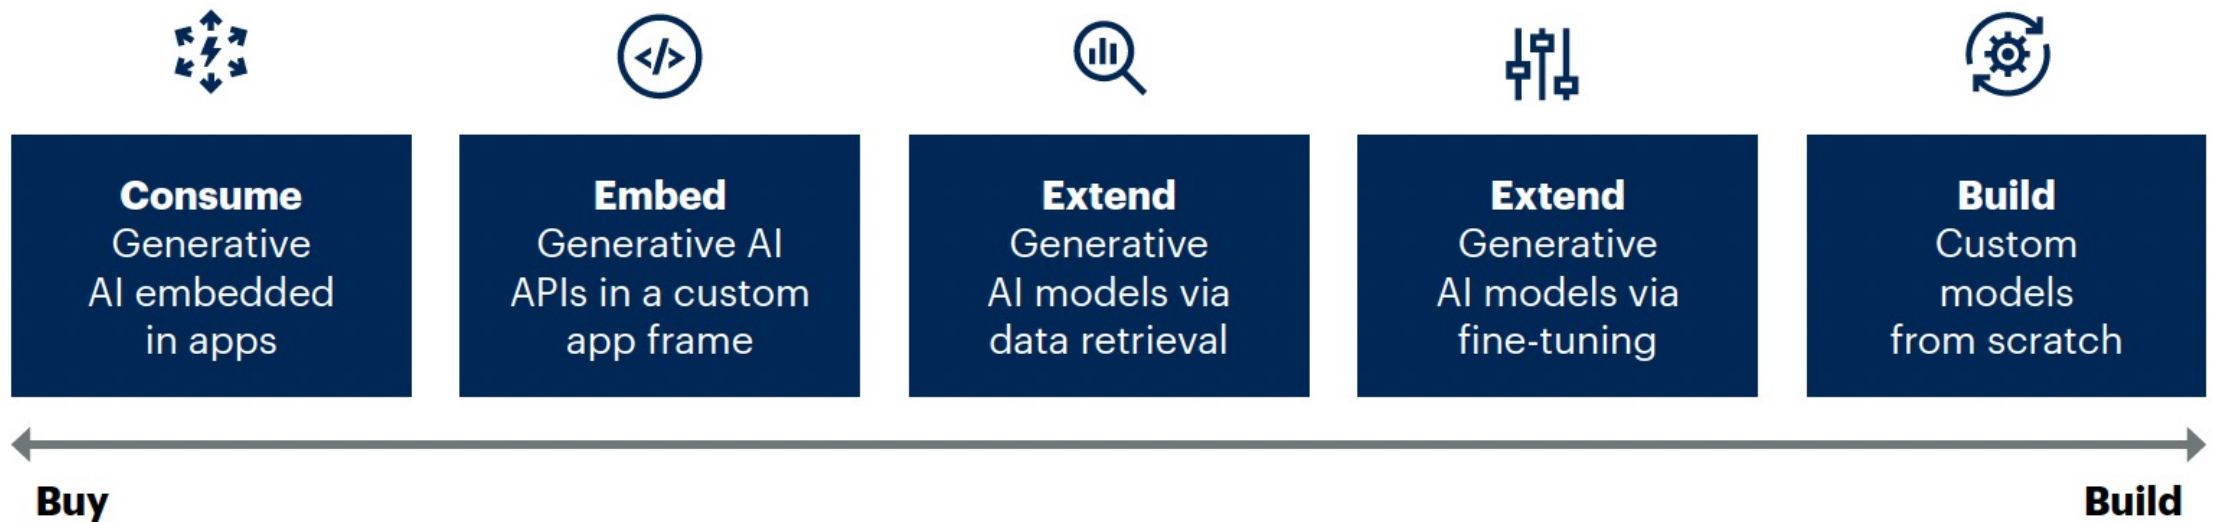 Consume
Generative
AI embedded
in apps
Embed
Generative AI
APIs in a custom
app frame
Extend
Generative
AI models via
data retrieval
Extend
Generative
AI models via
fine-tuning
Build
Custom
models
from scratch
Buy
Build